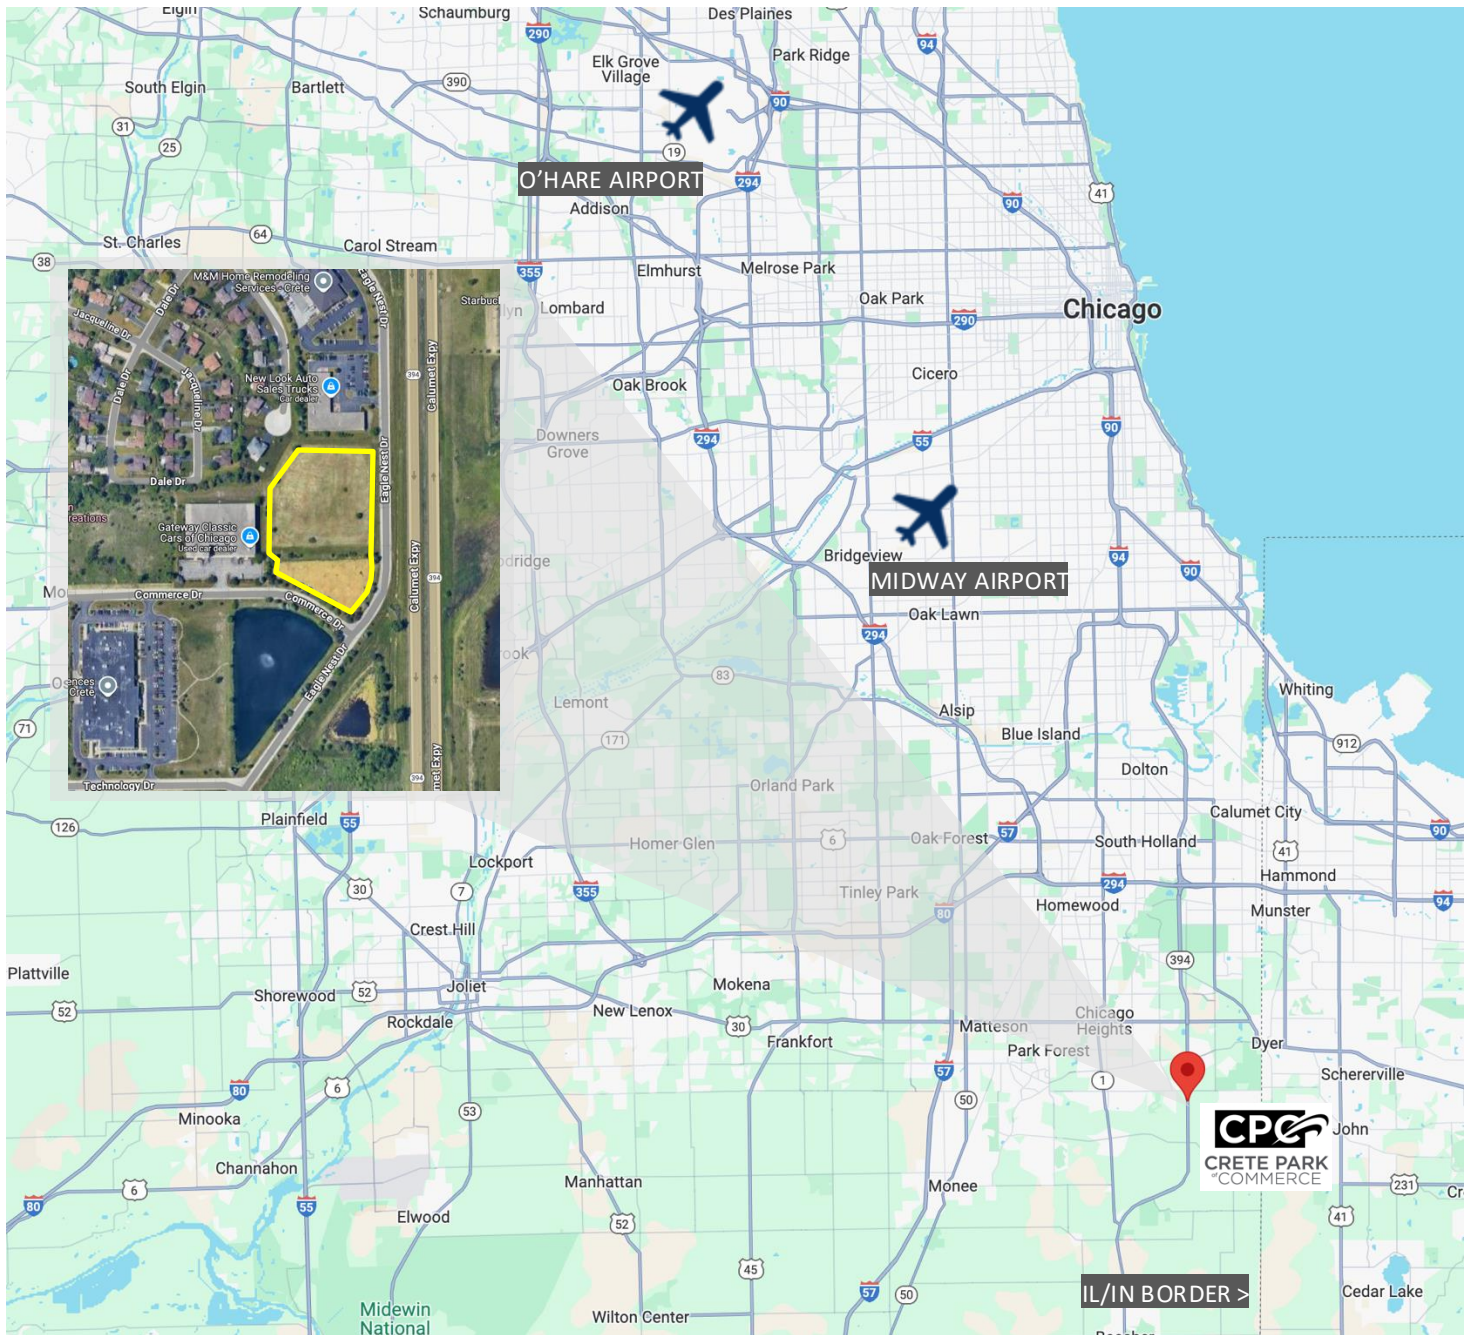 Elgin
Schaumburg
Des Plaines
290
94
Elk Grove
Village
Park Ridge
South Elgin
Bartlett
390
90
31
25
19
O'HARE AIRPORT
294
41
90
Addison
St. Charles
64
Carol Stream
38
355
Elmhurst
Melrose Park
Lombard
Oak Park
290
Chicago
Cicero
Oak Brook
Downers
Grove
294
55
90
Bridgeview
MIDWAY AIRPORT
94
90
Oak Lawn
294
83
Lemont
171
Whiting
Alsip
Blue Island
912
71
Dolton
Orland Park
Calumet City
M&M Home Remodeling
Services - Crete
Eagle Nest Dr
Dale Dr
Jacqueline Dr
Starbuc
New Look Auto
Sales Trucks
Car dealer
394
Calumet Expy
Dale Dr
Jacqueline Dr
Eagle Nest Dr
Dale Dr
reations
Gateway Classic
Cars of Chicago
Used car dealer
Calumet Expy
394
Commerce Dr
Commerce Dr
Eagle Nest Dr
ences
Crete
394
met Expy
Technology Dr
126
Plainfield
55
Homer Glen
6
Oak Forest
57
South Holland
90
41
Lockport
30
7
355
Tinley Park
294
Hammond
94
Homewood
80
Munster
Crest Hill
394
Plattville
52
Shorewood
52
Joliet
Mokena
Rockdale
New Lenox
30
Frankfort
Matteson
Chicago
Heights
Park Forest
Dyer
57
1
Schererville
80
6
53
50
Minooka
CPC
CRETE PARK
of COMMERCE
John
Channahon
6
80
55
Manhattan
Monee
231
Cr
Elwood
52
41
45
57
50
IL/IN BORDER >
Cedar Lake
Midewin
National
Wilton Center
Beecher